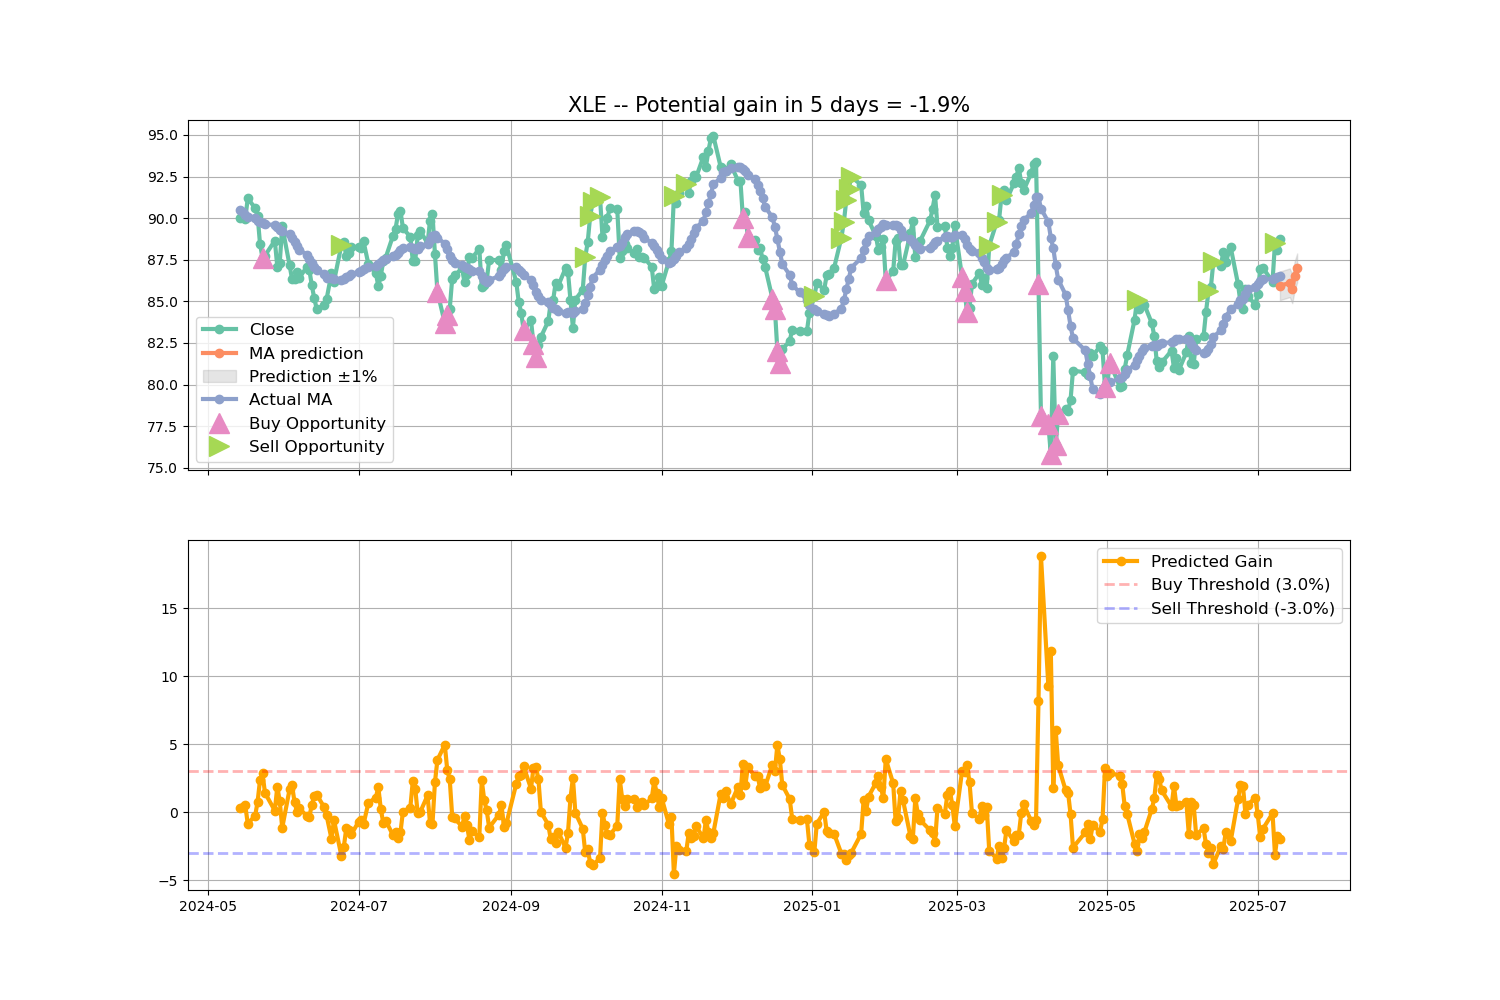 XLE -- Potential gain in 5 days = -1.9%
95.0
92.5
90.0
87.5
85.0
82.5
80.0
77.5
75.0
Close
MA prediction
Prediction ±1%
Actual MA
Buy Opportunity
Sell Opportunity
15
10
5
0
−5
Predicted Gain
Buy Threshold (3.0%)
Sell Threshold (-3.0%)
2024-05
2024-07
2024-09
2024-11
2025-01
2025-03
2025-05
2025-07